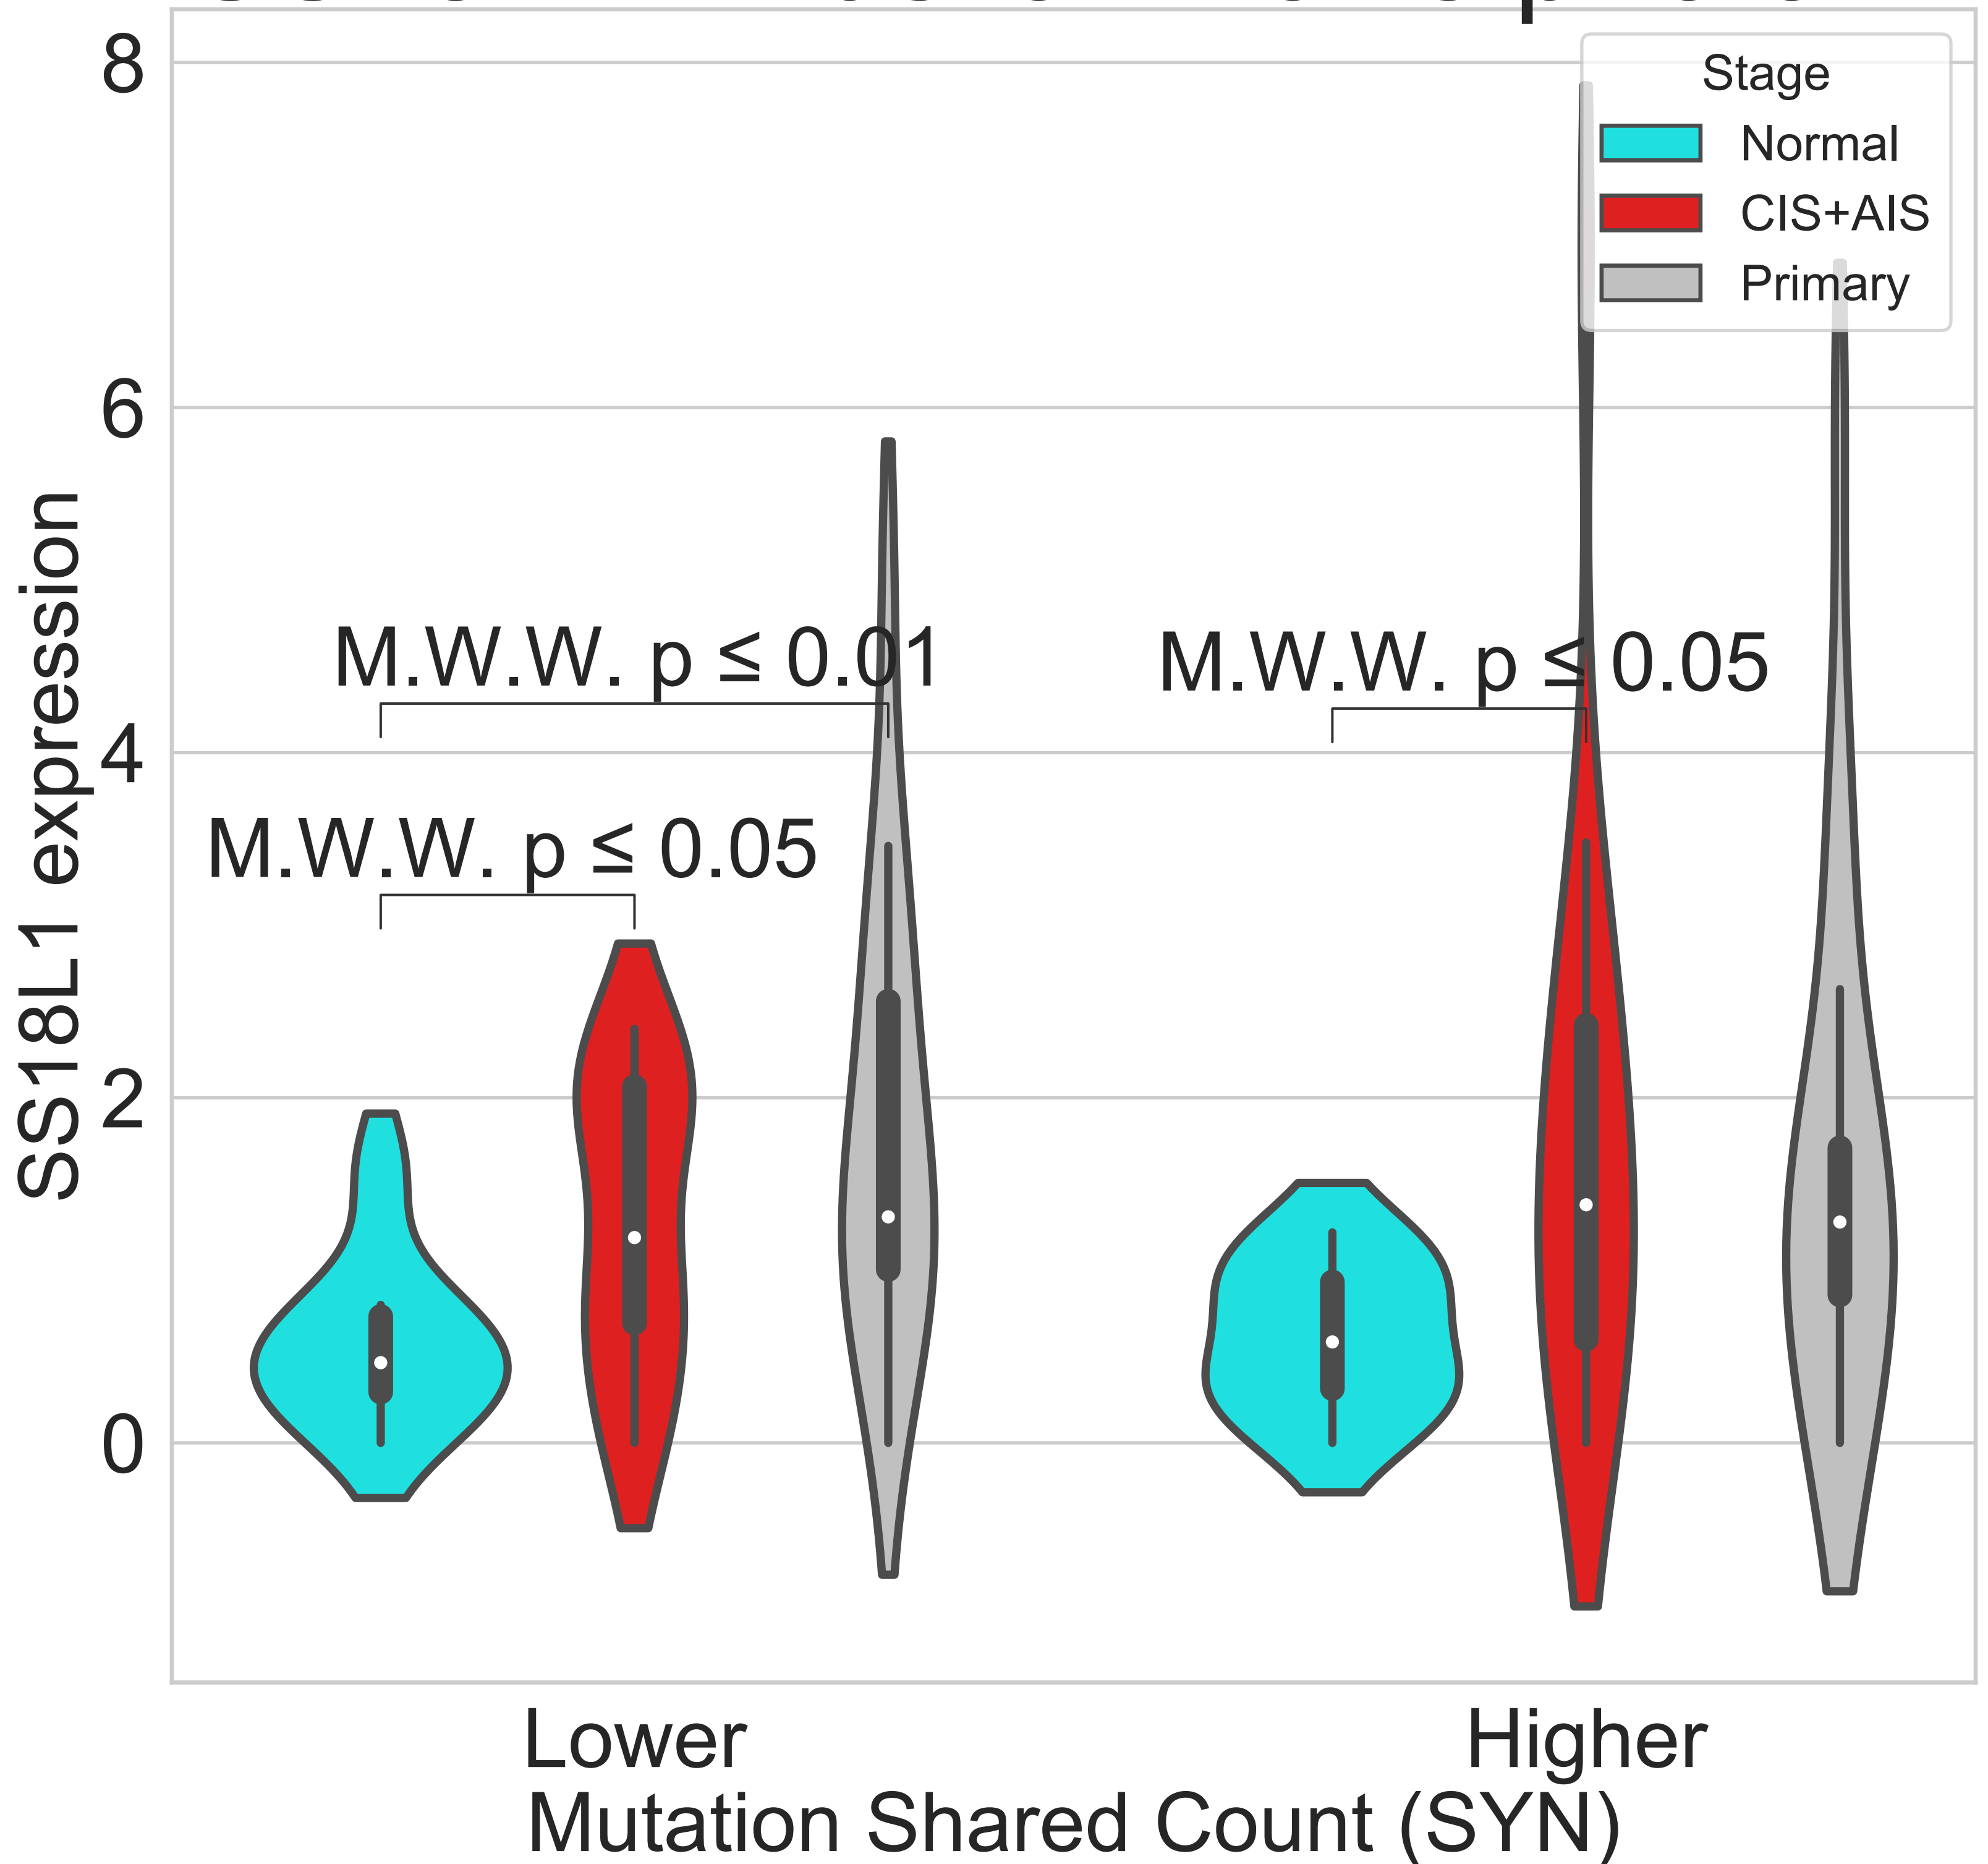 8
6
4
2
0
SS18L1 expression
Stage
Normal
CIS+AIS
Primary
M.W.W. p ≤ 0.01
M.W.W. p ≤ 0.05
M.W.W. p ≤ 0.05
Lower
Higher
Mutation Shared Count (SYN)